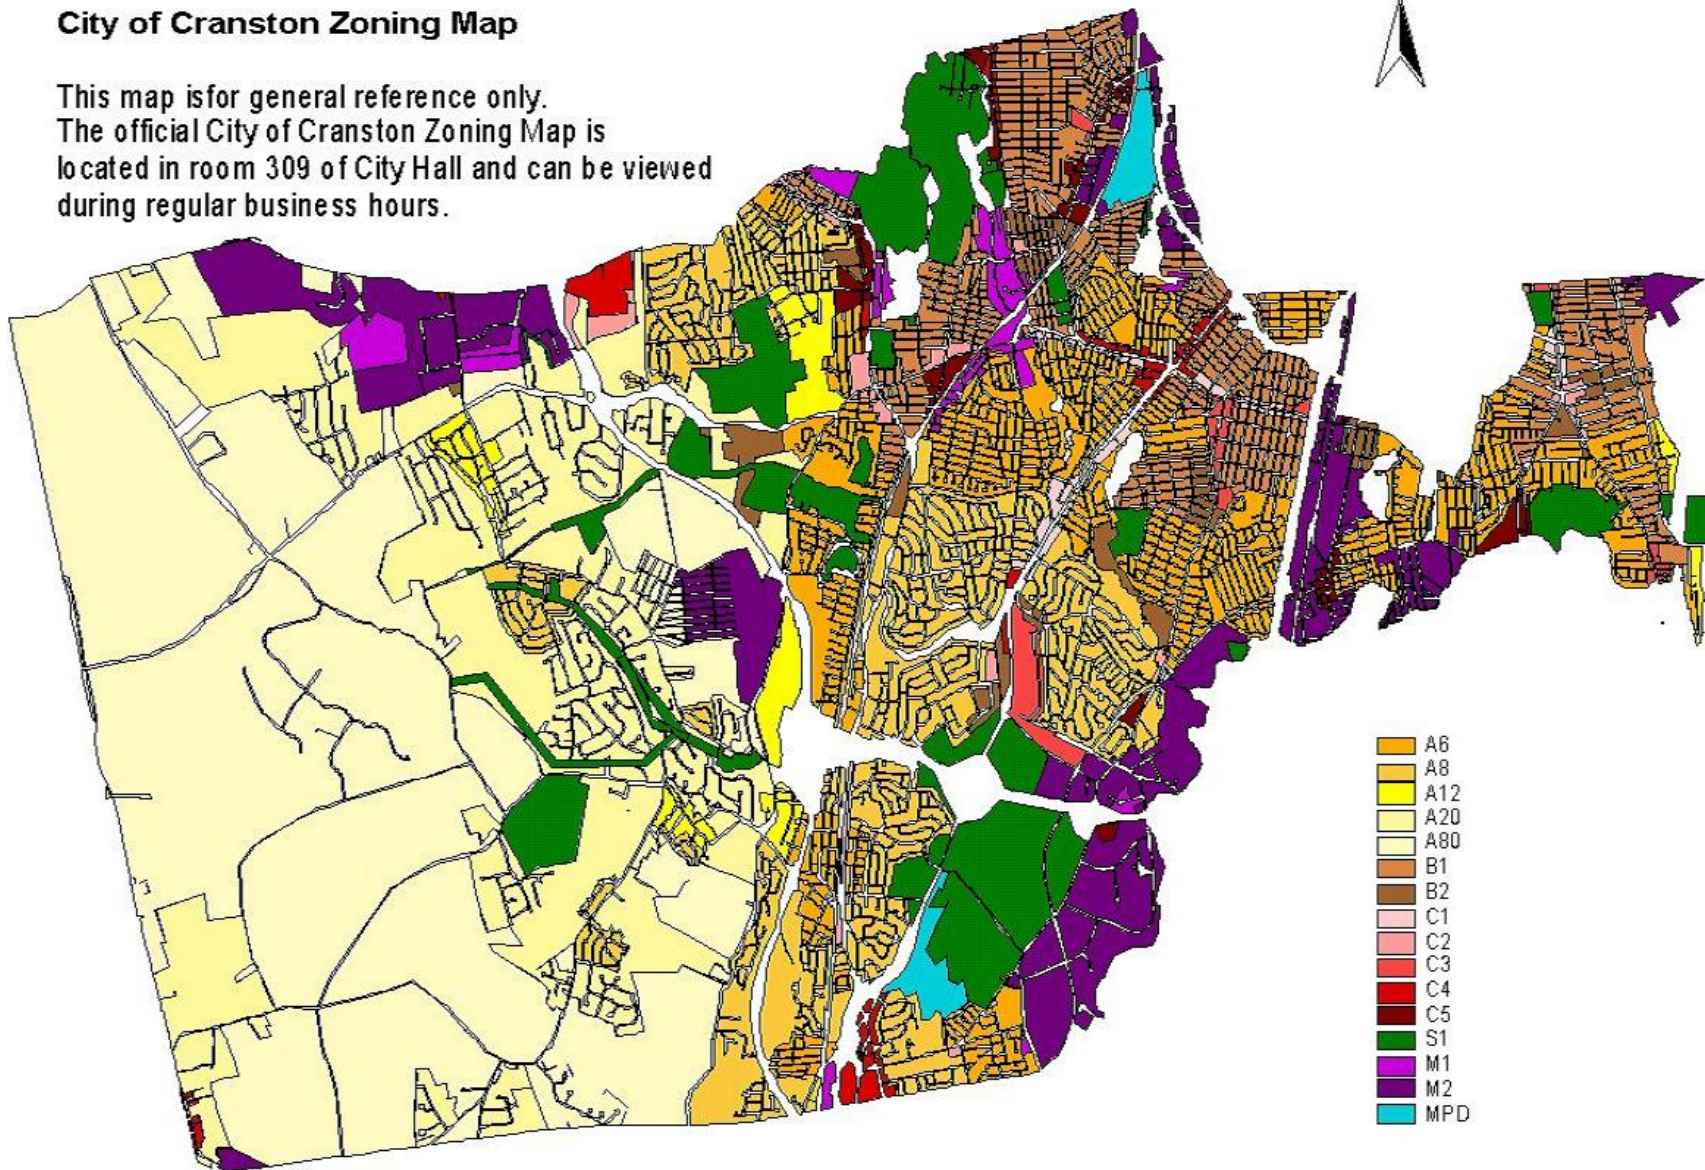 City of Cranston Zoning Map
This map isfor general reference only.
The official City of Cranston Zoning Map is
located in room 309 of City Hall and can be viewed
during regular business hours.
A6
A8
A12
A20
A80
B1
B2
C1
C2
C3
C4
C5
S1
M1
M2
MPD